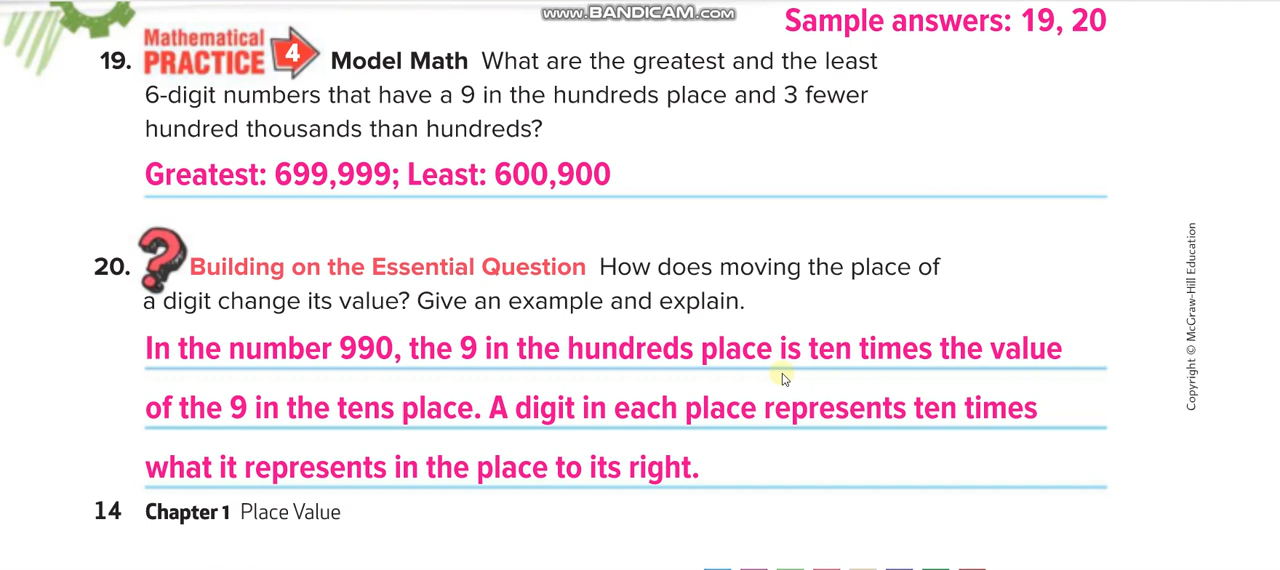 www.BANDICAM.com
Sample answers: 19, 20
19. Mathematical PRACTICE 4 Model Math What are the greatest and the least
6-digit numbers that have a 9 in the hundreds place and 3 fewer
hundred thousands than hundreds?
Greatest: 699,999; Least: 600,900
20. ? Building on the Essential Question How does moving the place of
a digit change its value? Give an example and explain.
In the number 990, the 9 in the hundreds place is ten times the value
of the 9 in the tens place. A digit in each place represents ten times
what it represents in the place to its right.
14 Chapter 1 Place Value
Copyright © McGraw-Hill Education